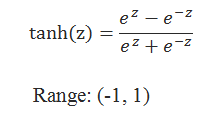 tanh(z) = (e^z − e^−z) / (e^z + e^−z)
Range: (-1, 1)